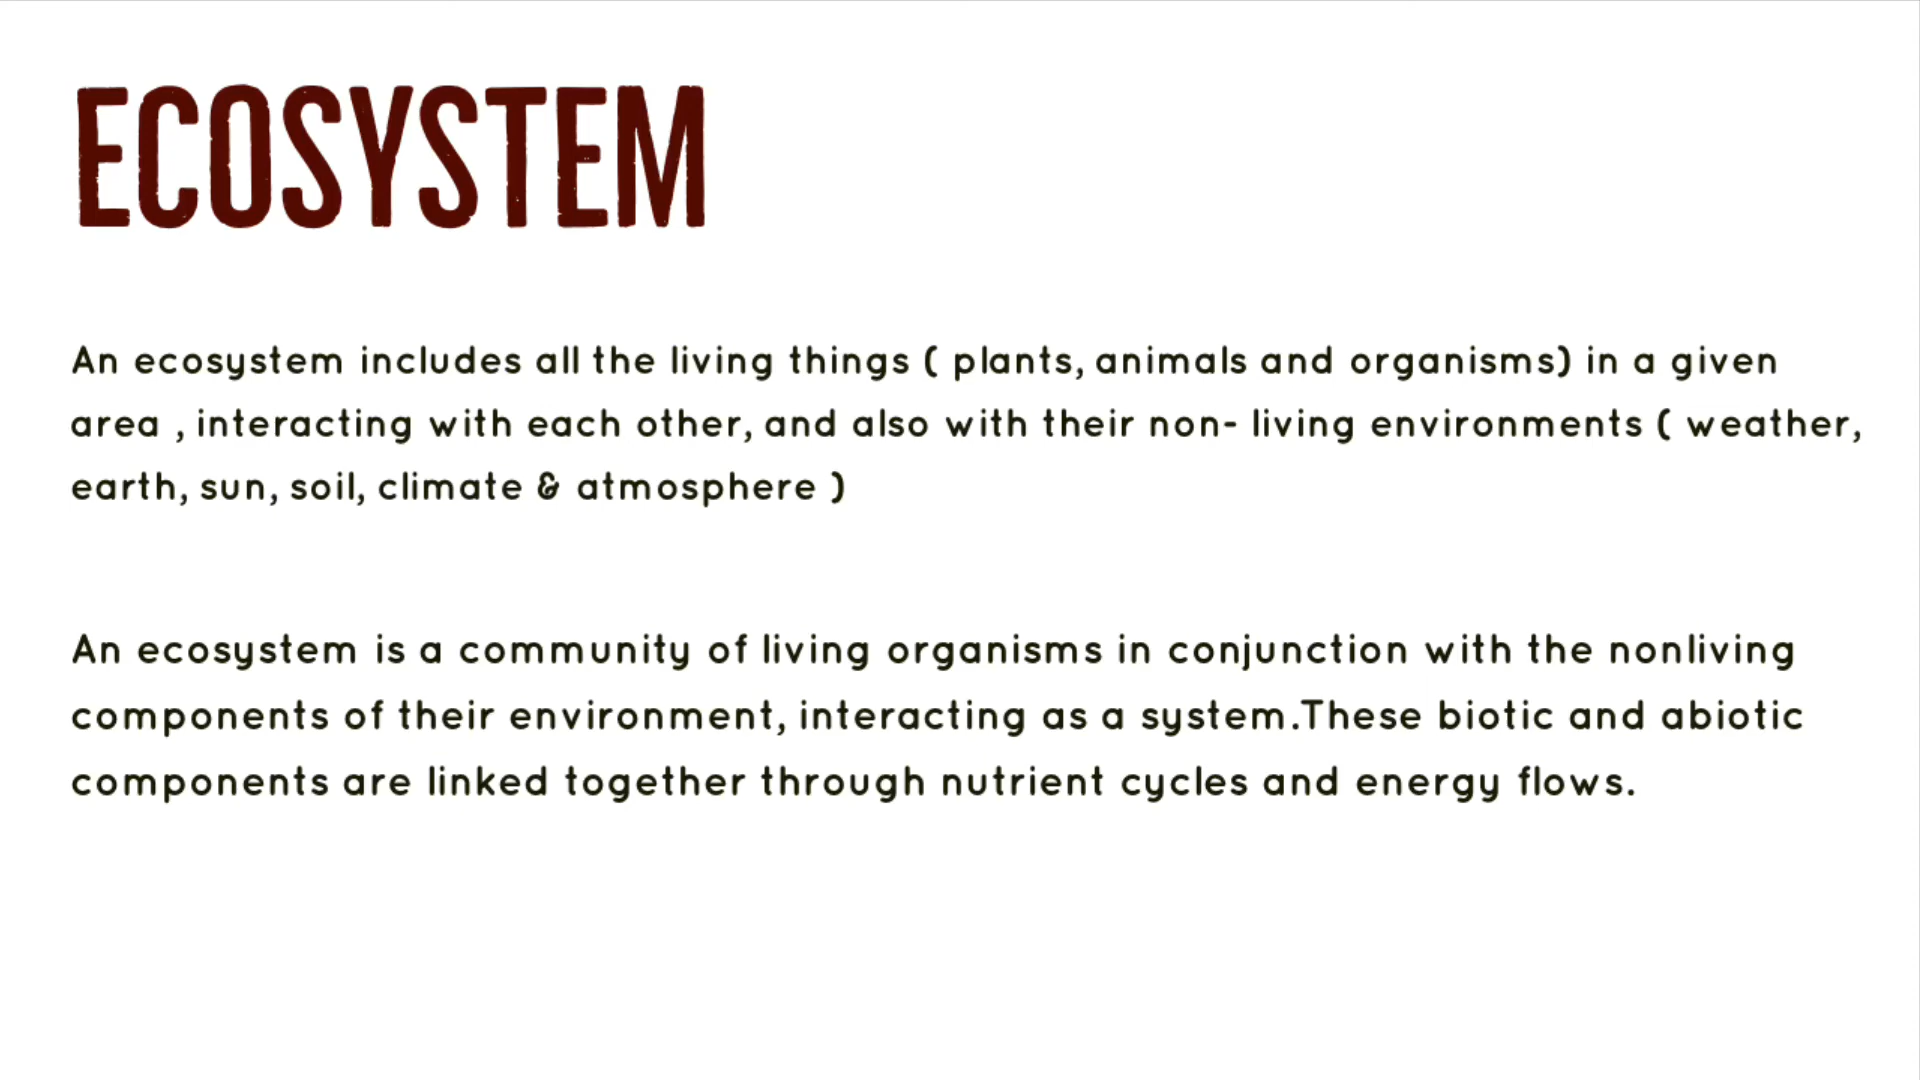 ECOSYSTEM
An ecosystem includes all the living things ( plants, animals and organisms) in a given
area , interacting with each other, and also with their non- living environments ( weather,
earth, sun, soil, climate & atmosphere )
An ecosystem is a community of living organisms in conjunction with the nonliving
components of their environment, interacting as a system.These biotic and abiotic
components are linked together through nutrient cycles and energy flows.